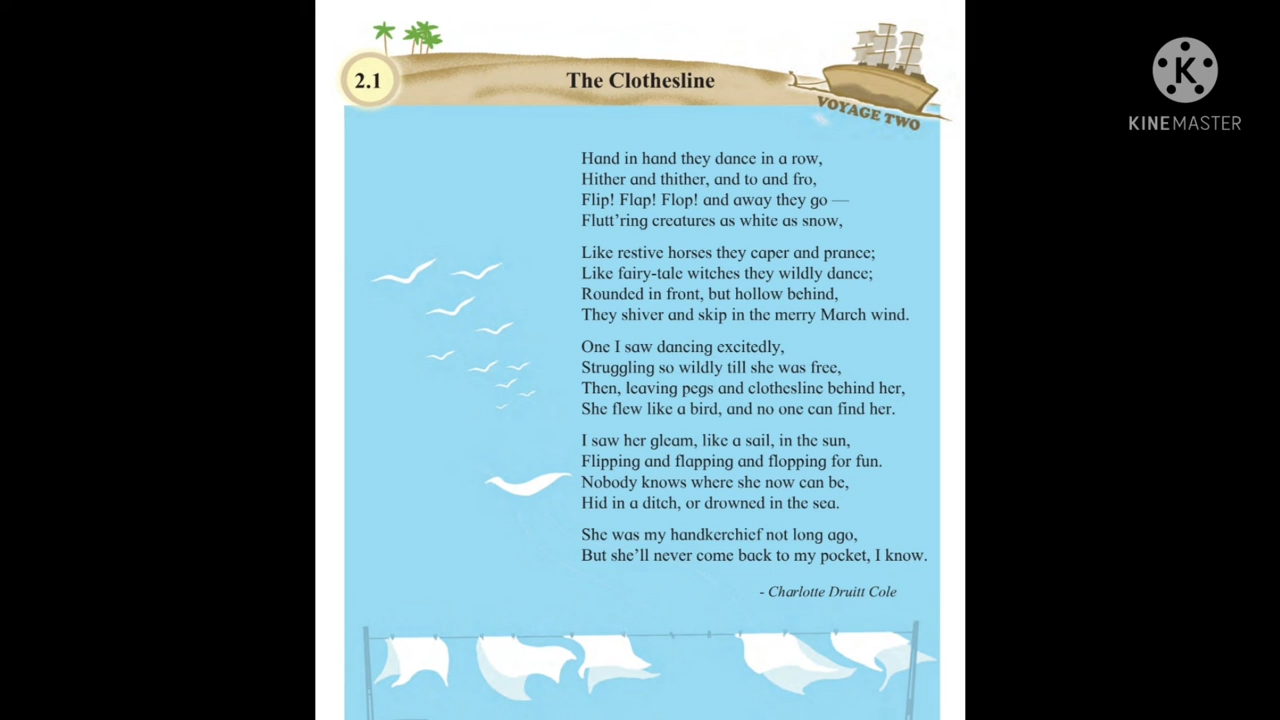 2.1
The Clothesline
VOYAGE TWO
KINEMASTER
Hand in hand they dance in a row,
Hither and thither, and to and fro,
Flip! Flap! Flop! and away they go —
Flutt’ring creatures as white as snow,
Like restive horses they caper and prance;
Like fairy-tale witches they wildly dance;
Rounded in front, but hollow behind,
They shiver and skip in the merry March wind.
One I saw dancing excitedly,
Struggling so wildly till she was free,
Then, leaving pegs and clothesline behind her,
She flew like a bird, and no one can find her.
I saw her gleam, like a sail, in the sun,
Flipping and flapping and flopping for fun.
Nobody knows where she now can be,
Hid in a ditch, or drowned in the sea.
She was my handkerchief not long ago,
But she’ll never come back to my pocket, I know.
- Charlotte Druitt Cole